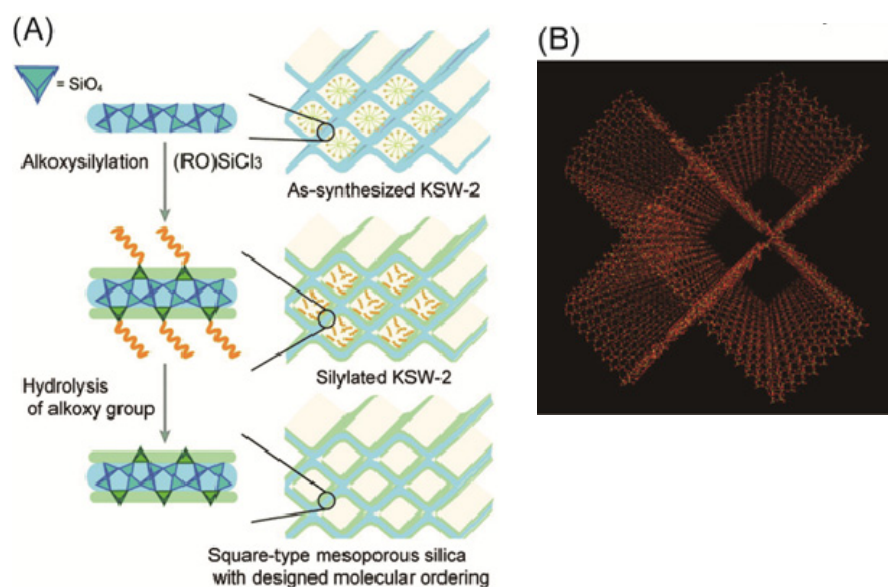 (A)
= SiO₄
Alkoxysilylation (RO)SiCl₃
As-synthesized KSW-2
Silylated KSW-2
Hydrolysis
of alkoxy group
Square-type mesoporous silica
with designed molecular ordering
(B)